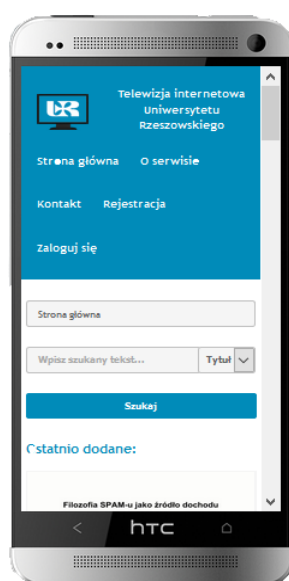 UR
Telewizja internetowa
Uniwersytetu
Rzeszowskiego
Strona główna O serwisie
Kontakt Rejestracja
Zaloguj się
Strona główna
Wpisz szukany tekst... Tytuł
Szukaj
Ostatnio dodane:
Filozofia SPAM-u jako źródło dochodu
hTC